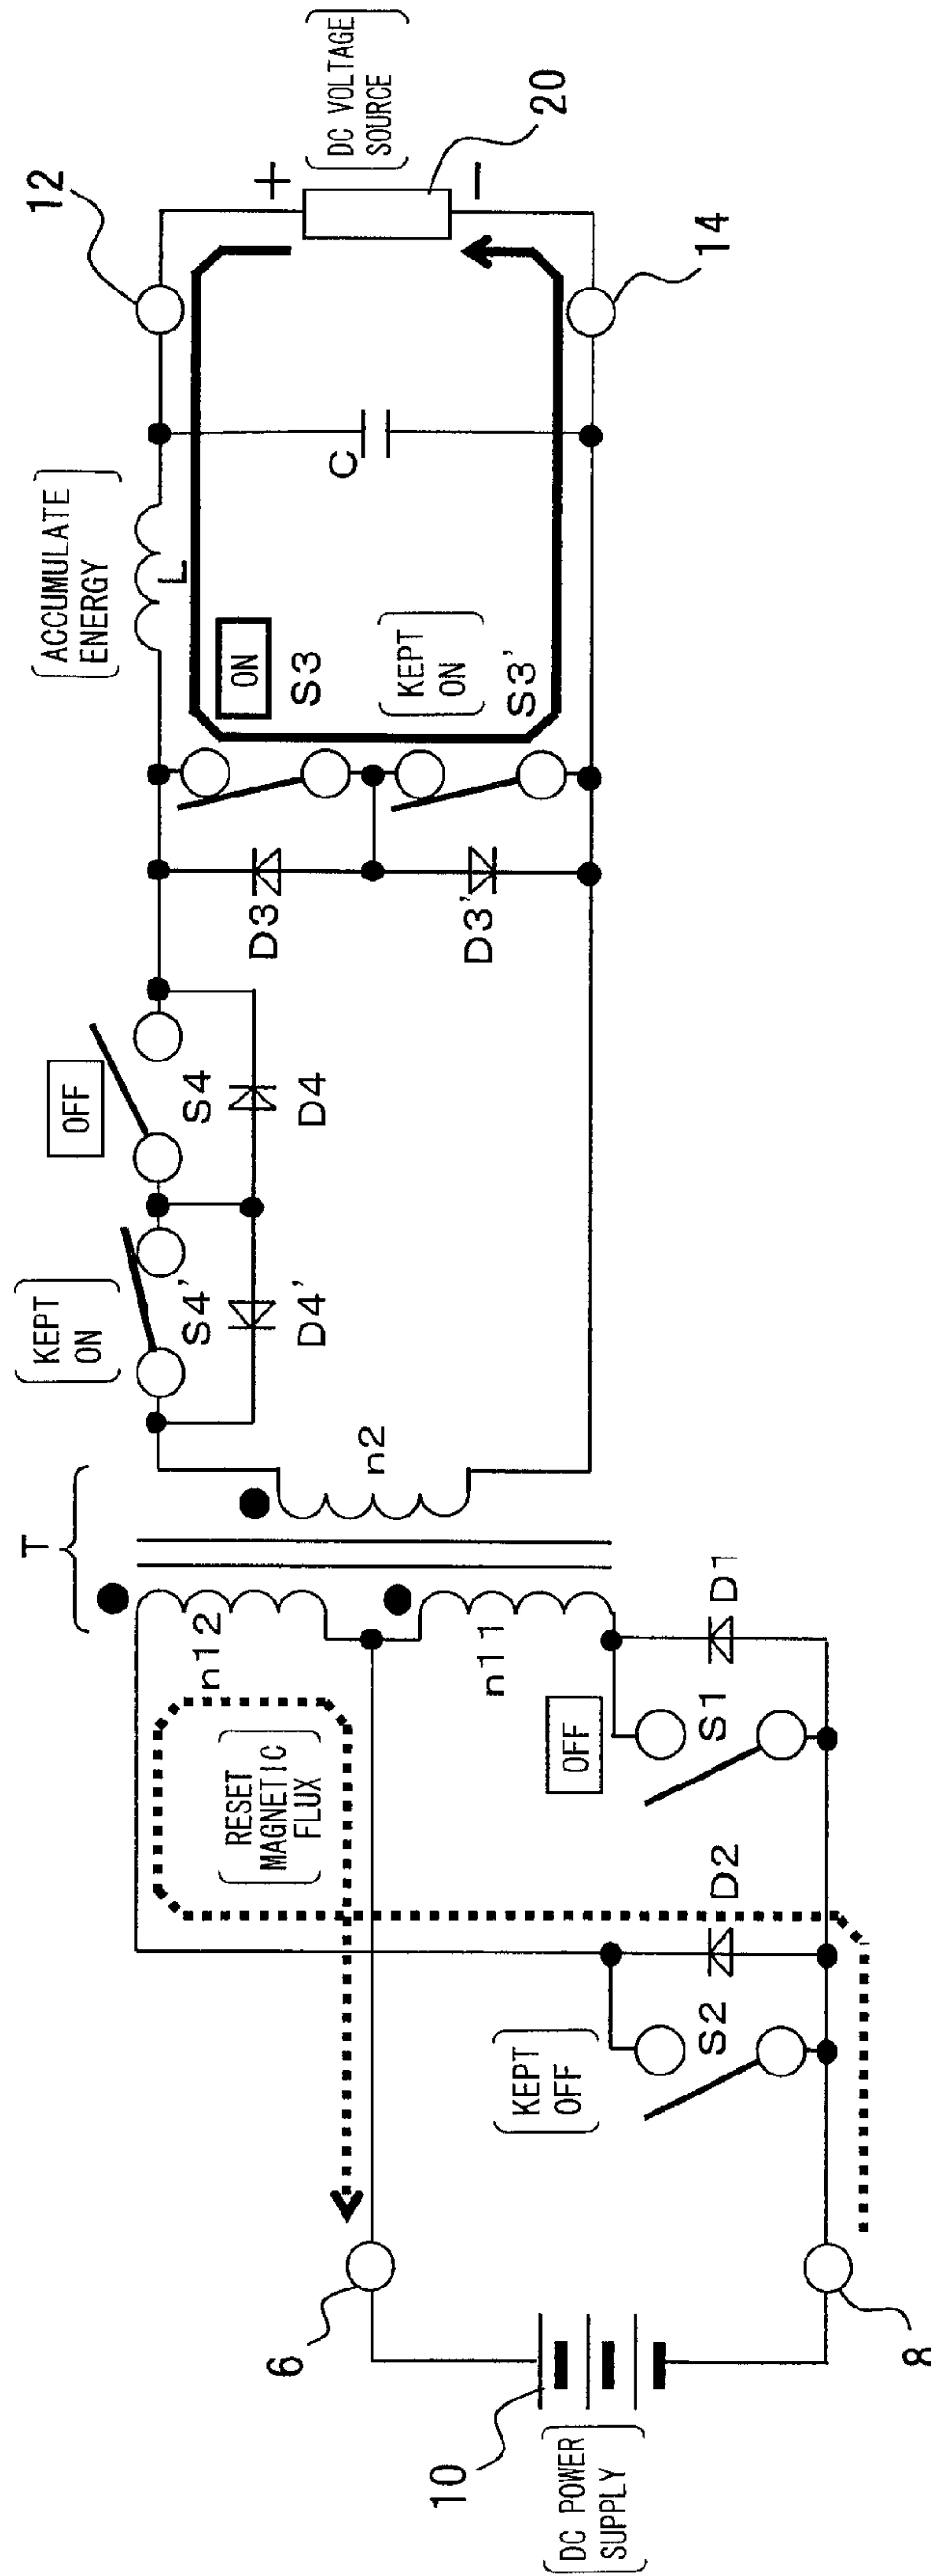 T
KEPT
ON
OFF
ACCUMULATE
ENERGY
12
S4'
S4
D4'
D4
L
n12
n2
RESET
MAGNETIC
FLUX
ON
S3
D3
C
+
DC VOLTAGE
SOURCE
6
n11
KEPT
ON
S3'
D3'
−
20
10
DC POWER
SUPPLY
KEPT
OFF
S2
D2
OFF
S1
D1
14
8